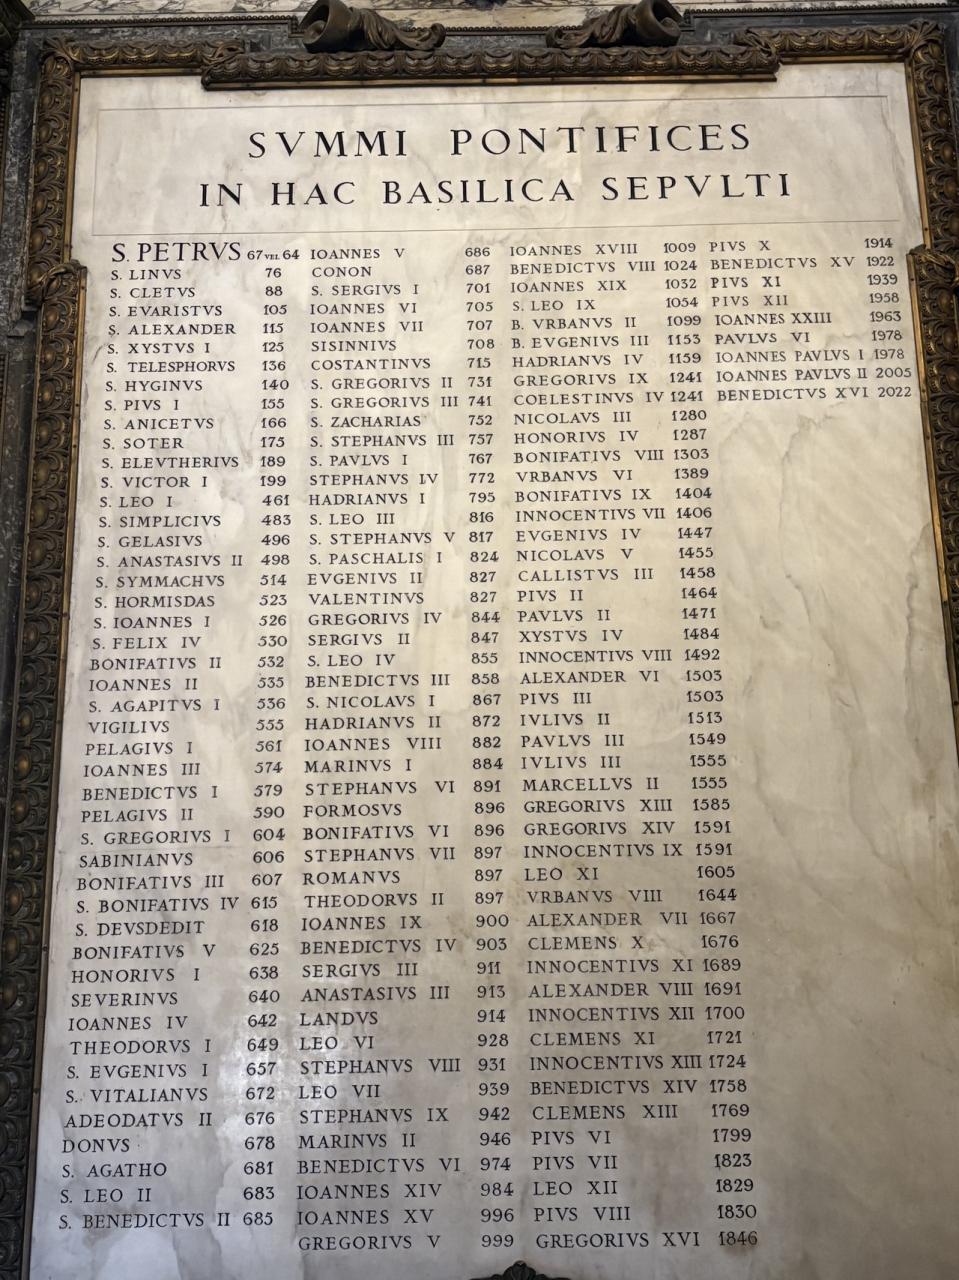 SVMMI PONTIFICES
IN HAC BASILICA SEPVLTI
S. PETRVS 67 VEL 64
S. LINVS 76
S. CLETVS 88
S. EVARISTVS 105
S. ALEXANDER 115
S. XYSTVS I 125
S. TELESPHORVS 136
S. HYGINVS 140
S. PIVS I 155
S. ANICETVS 166
S. SOTER 175
S. ELEVTHERIVS 189
S. VICTOR I 199
S. LEO I 461
S. SIMPLICIVS 483
S. GELASIVS 496
S. ANASTASIVS II 498
S. SYMMACHVS 514
S. HORMISDAS 523
S. IOANNES I 526
S. FELIX IV 530
BONIFATIVS II 532
IOANNES II 535
S. AGAPITVS I 536
VIGILIVS 555
PELAGIVS I 561
IOANNES III 574
BENEDICTVS I 579
PELAGIVS II 590
S. GREGORIVS I 604
SABINIANVS 606
BONIFATIVS III 607
S. BONIFATIVS IV 615
S. DEVSDEDIT 618
BONIFATIVS V 625
HONORIVS I 638
SEVERINVS 640
IOANNES IV 642
THEODORVS I 649
S. EVGENIVS I 657
S. VITALIANVS 672
ADEODATVS II 676
DONVS 678
S. AGATHO 681
S. LEO II 683
S. BENEDICTVS II 685
IOANNES V 686
CONON 687
S. SERGIVS I 701
IOANNES VI 705
IOANNES VII 707
SISINNIVS 708
COSTANTINVS 715
S. GREGORIVS II 731
S. GREGORIVS III 741
S. ZACHARIAS 752
S. STEPHANVS III 757
S. PAVLVS I 767
STEPHANVS IV 772
HADRIANVS I 795
S. LEO III 816
S. STEPHANVS V 817
S. PASCHALIS I 824
EVGENIVS II 827
VALENTINVS 827
GREGORIVS IV 844
SERGIVS II 847
S. LEO IV 855
BENEDICTVS III 858
S. NICOLAVS I 867
HADRIANVS II 872
IOANNES VIII 882
MARINVS I 884
STEPHANVS VI 891
FORMOSVS 896
BONIFATIVS VI 896
STEPHANVS VII 897
ROMANVS 897
THEODORVS II 897
IOANNES IX 900
BENEDICTVS IV 903
SERGIVS III 911
ANASTASIVS III 913
LANDVS 914
LEO VI 928
STEPHANVS VIII 931
LEO VII 939
STEPHANVS IX 942
MARINVS II 946
BENEDICTVS VI 974
IOANNES XIV 984
IOANNES XV 996
GREGORIVS V 999
IOANNES XVIII 1009
BENEDICTVS VIII 1024
IOANNES XIX 1032
S. LEO IX 1054
B. VRBANVS II 1099
B. EVGENIVS III 1153
HADRIANVS IV 1159
GREGORIVS IX 1241
COELESTINVS IV 1241
NICOLAVS III 1280
HONORIVS IV 1287
BONIFATIVS VIII 1303
VRBANVS VI 1389
BONIFATIVS IX 1404
INNOCENTIVS VII 1406
EVGENIVS IV 1447
NICOLAVS V 1455
CALLISTVS III 1458
PIVS II 1464
PAVLVS II 1471
XYSTVS IV 1484
INNOCENTIVS VIII 1492
ALEXANDER VI 1503
PIVS III 1503
IVLIVS II 1513
PAVLVS III 1549
IVLIVS III 1555
MARCELLVS II 1555
GREGORIVS XIII 1585
GREGORIVS XIV 1591
INNOCENTIVS IX 1591
LEO XI 1605
VRBANVS VIII 1644
ALEXANDER VII 1667
CLEMENS X 1676
INNOCENTIVS XI 1689
ALEXANDER VIII 1691
INNOCENTIVS XII 1700
CLEMENS XI 1721
INNOCENTIVS XIII 1724
BENEDICTVS XIV 1758
CLEMENS XIII 1769
PIVS VI 1799
PIVS VII 1823
LEO XII 1829
PIVS VIII 1830
GREGORIVS XVI 1846
PIVS X 1914
BENEDICTVS XV 1922
PIVS XI 1939
PIVS XII 1958
IOANNES XXIII 1963
PAVLVS VI 1978
IOANNES PAVLVS I 1978
IOANNES PAVLVS II 2005
BENEDICTVS XVI 2022